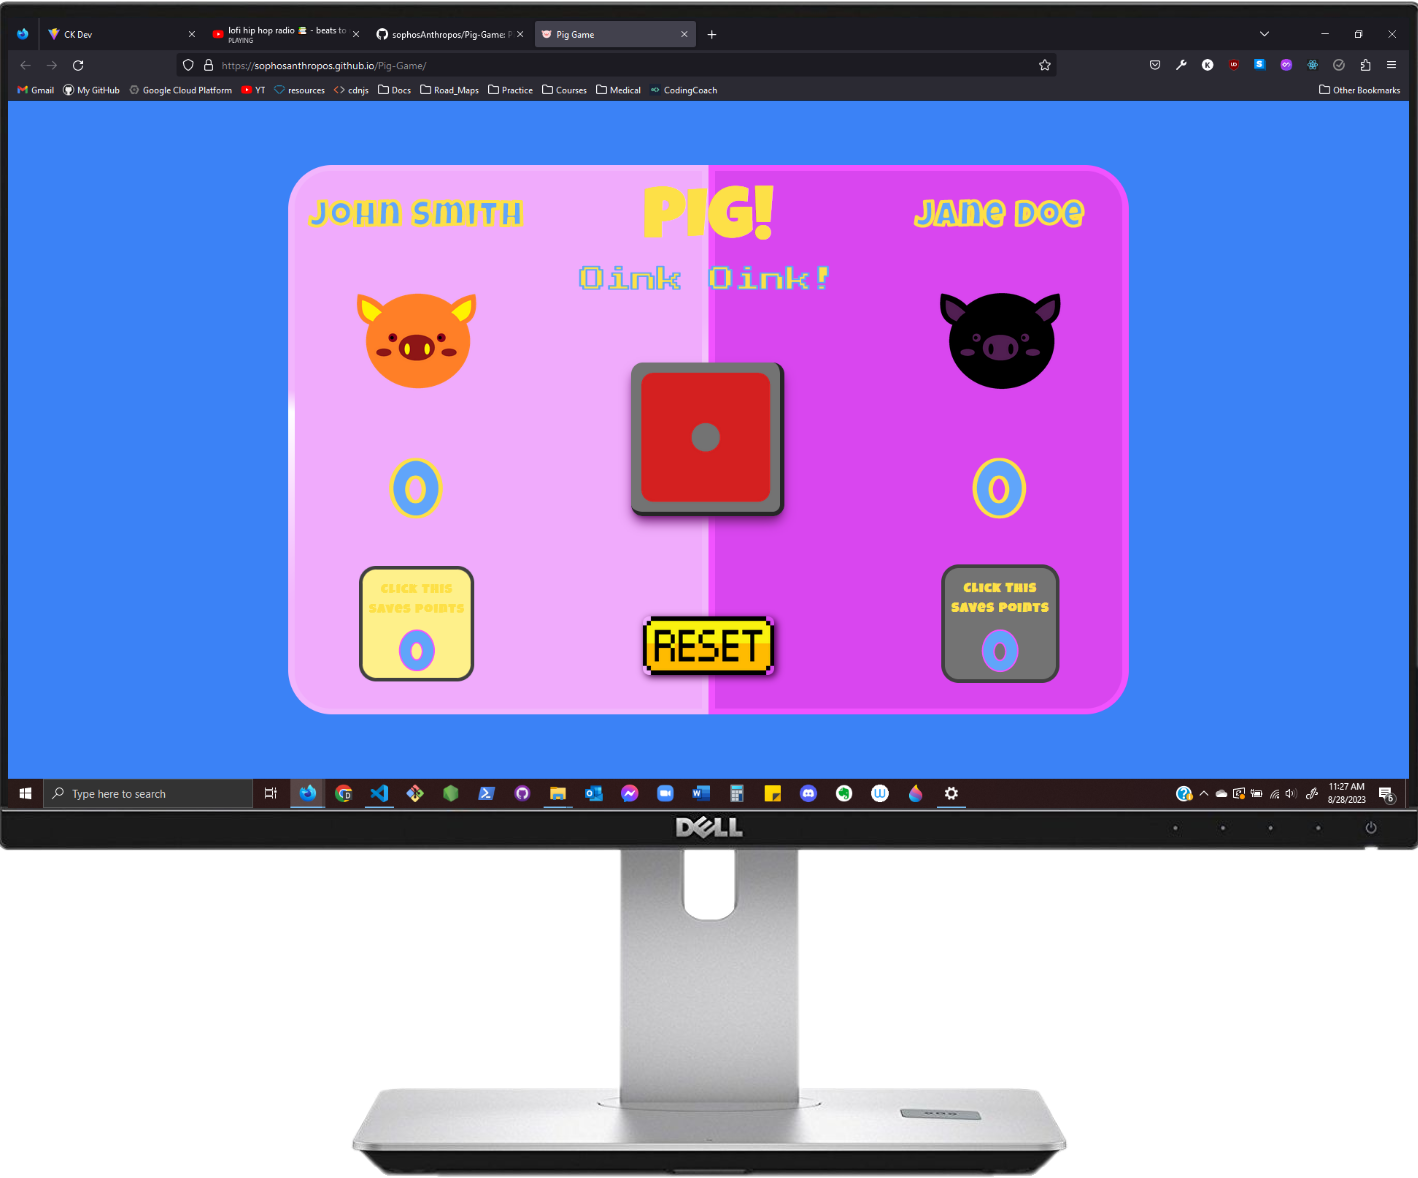 CK Dev
lofi hip hop radio 📚 - beats to
PLAYING
sophosAnthropos/Pig-Game: P
Pig Game
https://sophosanthropos.github.io/Pig-Game/
Gmail
My GitHub
Google Cloud Platform
YT
resources
cdnjs
Docs
Road_Maps
Practice
Courses
Medical
CodingCoach
Other Bookmarks
JOHN SMITH
PIG!
JANE DOE
Oink Oink!
0
0
CLICK THIS
SAVES POINTS
0
RESET
CLICK THIS
SAVES POINTS
0
Type here to search
11:27 AM
8/28/2023
6
DELL